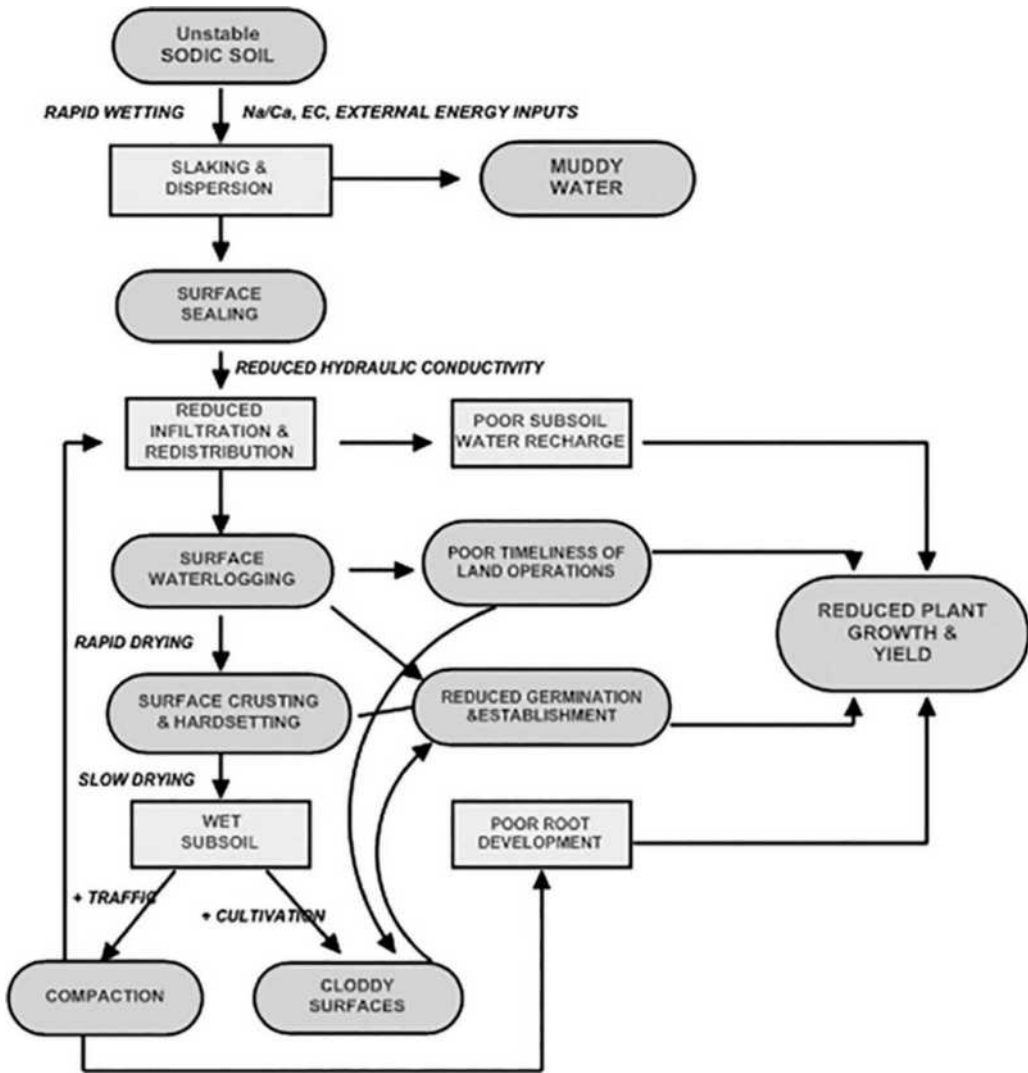 Unstable
SODIC SOIL
RAPID WETTING
Na/Ca, EC, EXTERNAL ENERGY INPUTS
SLAKING &
DISPERSION
MUDDY
WATER
SURFACE
SEALING
REDUCED HYDRAULIC CONDUCTIVITY
REDUCED
INFILTRATION &
REDISTRIBUTION
POOR SUBSOIL
WATER RECHARGE
SURFACE
WATERLOGGING
POOR TIMELINESS OF
LAND OPERATIONS
REDUCED PLANT
GROWTH &
YIELD
RAPID DRYING
SURFACE CRUSTING
& HARDSETTING
REDUCED GERMINATION
&ESTABLISHMENT
SLOW DRYING
WET
SUBSOIL
POOR ROOT
DEVELOPMENT
+ TRAFFIC
+ CULTIVATION
COMPACTION
CLODDY
SURFACES